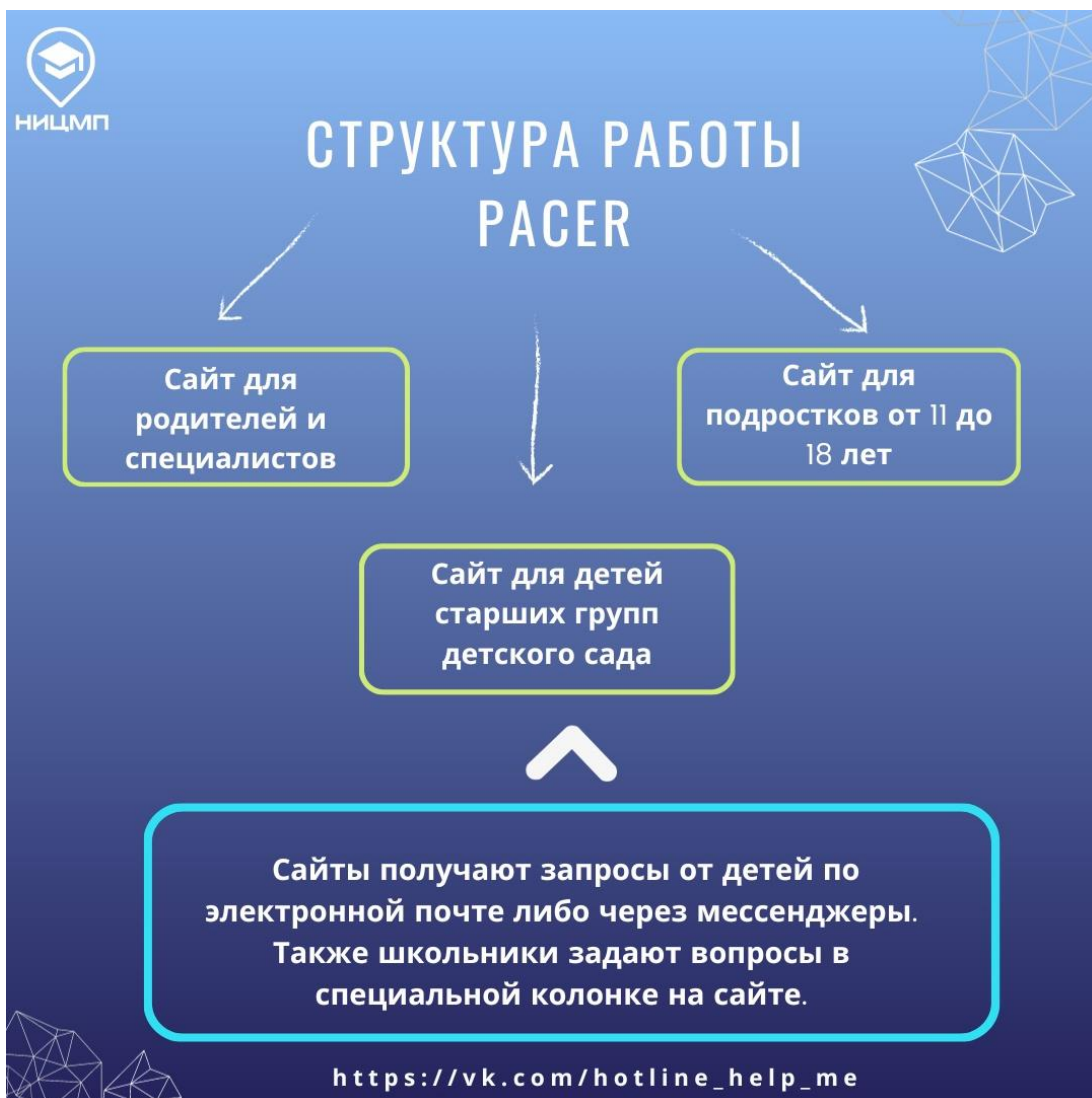 НИЦМП
СТРУКТУРА РАБОТЫ
PACER
Сайт для
родителей и
специалистов
Сайт для
подростков от 11 до
18 лет
Сайт для детей
старших групп
детского сада
Сайты получают запросы от детей по
электронной почте либо через мессенджеры.
Также школьники задают вопросы в
специальной колонке на сайте.
https://vk.com/hotline_help_me